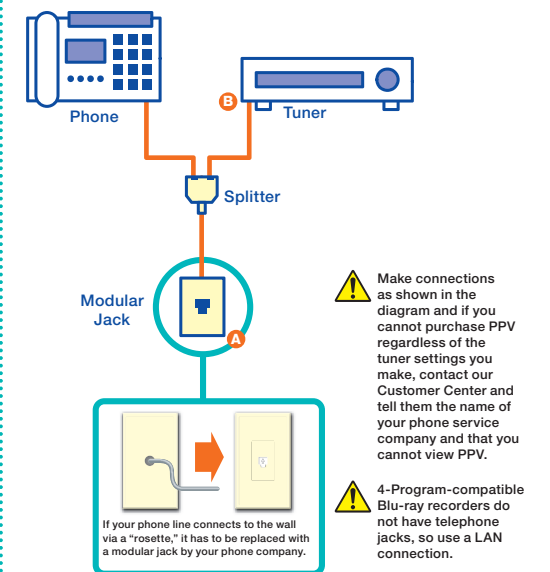 Phone
B
Tuner
Splitter
Modular
Jack
A
Make connections
as shown in the
diagram and if you
cannot purchase PPV
regardless of the
tuner settings you
make, contact our
Customer Center and
tell them the name of
your phone service
company and that you
cannot view PPV.
4-Program-compatible
Blu-ray recorders do
not have telephone
jacks, so use a LAN
connection.
If your phone line connects to the wall
via a “rosette,” it has to be replaced with
a modular jack by your phone company.